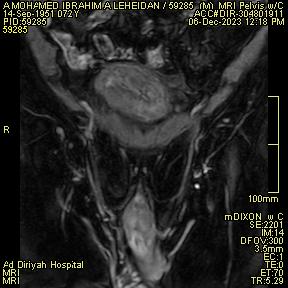 A MOHAMED IBRAHIM A LEHEIDAN / 59285 (M) MRI Pelvis w/C
14-Sep-1951 072Y ACC#DIR-304801911
PID:59285 06-Dec-2023 12:18 PM
59285
R
100mm
mDIXON_w C
SE:2201
IM:14
DFOV:300
3.5mm
EC:1
Ad Diriyah Hospital TE:0
MRI ET:70
MRI TR:5.29